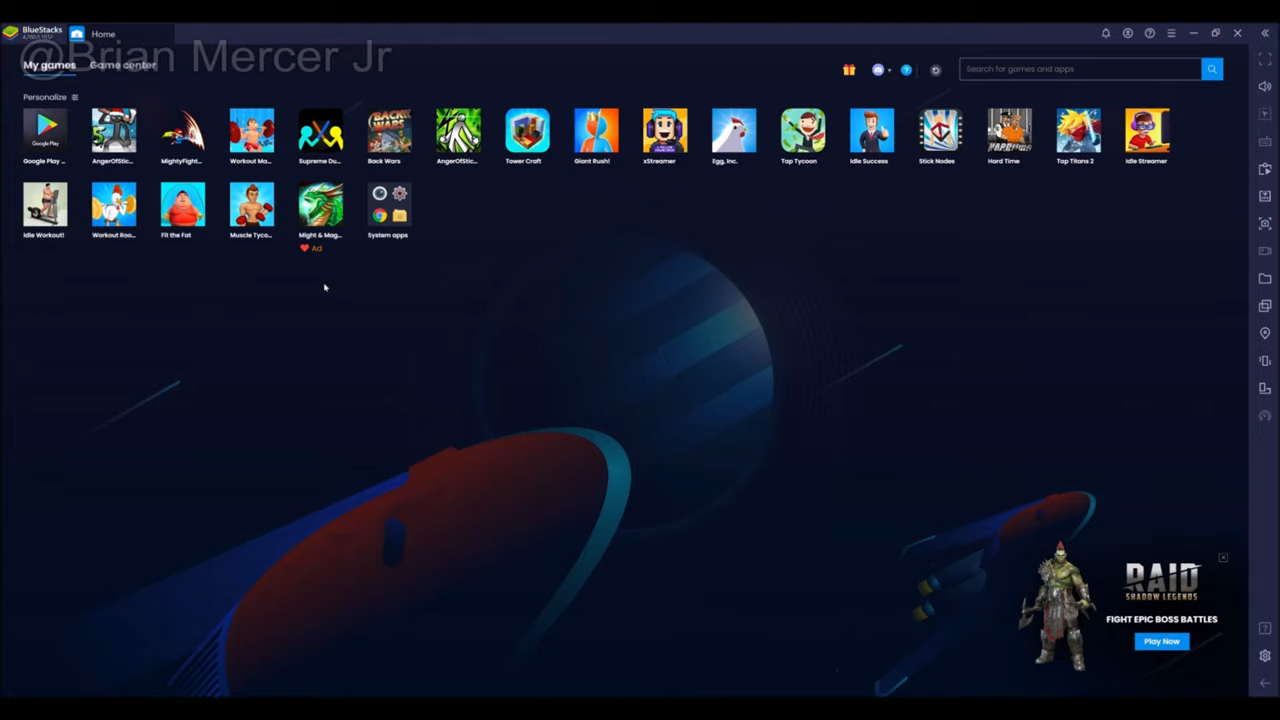 BlueStacks
Home
@Brian Mercer Jr
My games
Game center
Search for games and apps
Personalize
Google Play
Google Play ...
AngerOfStic...
MightyFight...
Workout Ma...
Supreme Du...
Back Wars
AngerOfStic...
Tower Craft
Giant Rush!
xStreamer
Egg, Inc.
Tap Tycoon
Idle Success
Stick Nodes
Hard Time
Tap Titans 2
Idle Streamer
Idle Workout!
Workout Roo...
Fit the Fat
Muscle Tyco...
Might & Mag...
System apps
Ad
RAID
SHADOW LEGENDS
FIGHT EPIC BOSS BATTLES
Play Now